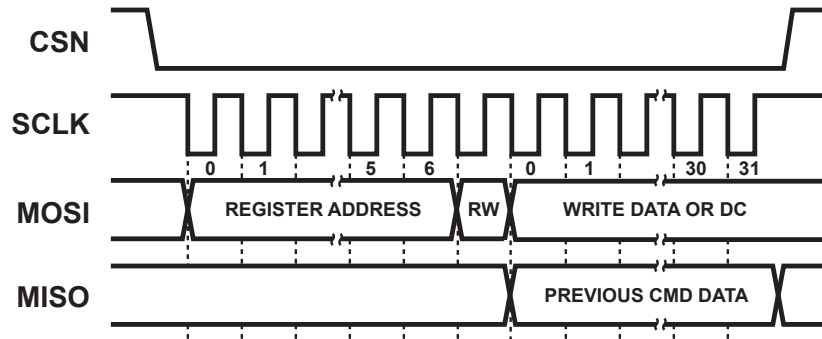 CSN
SCLK
0 1 5 6 0 1 30 31
MOSI REGISTER ADDRESS RW WRITE DATA OR DC
MISO PREVIOUS CMD DATA